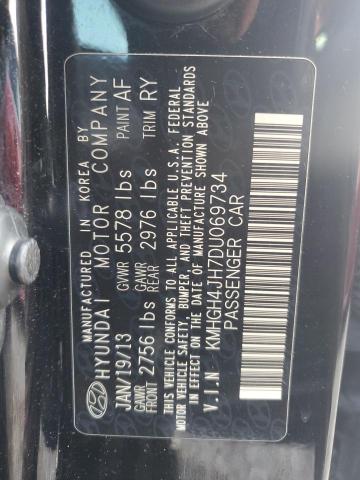 MANUFACTURED IN KOREA BY
HYUNDAI MOTOR COMPANY
JAN/19/13 GVWR 5578 lbs PAINT AF
GAWR FRONT 2756 lbs GAWR REAR 2976 lbs TRIM RY
THIS VEHICLE CONFORMS TO ALL APPLICABLE U.S.A. FEDERAL
MOTOR VEHICLE SAFETY, BUMPER, AND THEFT PREVENTION STANDARDS
IN EFFECT ON THE DATE OF MANUFACTURE SHOWN ABOVE
V.I.N KMHGH4JH7DU069734
PASSENGER CAR